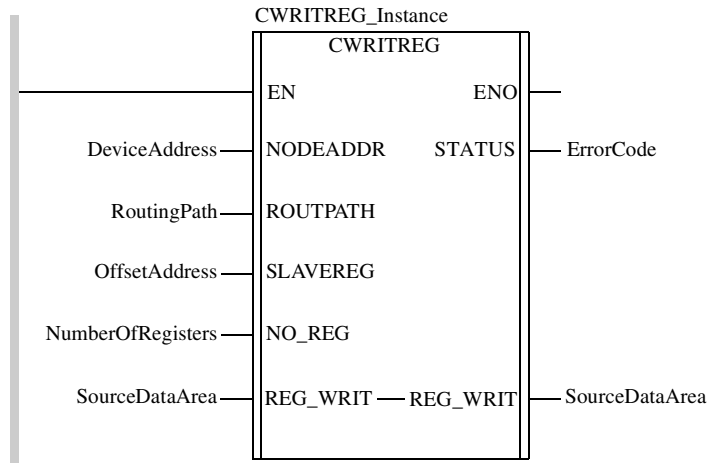 CWRITREG_Instance
CWRITREG
EN ENO
DeviceAddress NODEADDR STATUS ErrorCode
RoutingPath ROUTPATH
OffsetAddress SLAVEREG
NumberOfRegisters NO_REG
SourceDataArea REG_WRIT REG_WRIT SourceDataArea